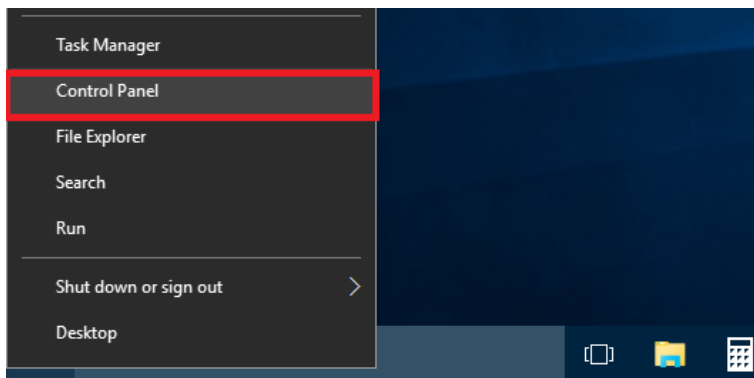 Task Manager
Control Panel
File Explorer
Search
Run
Shut down or sign out
Desktop